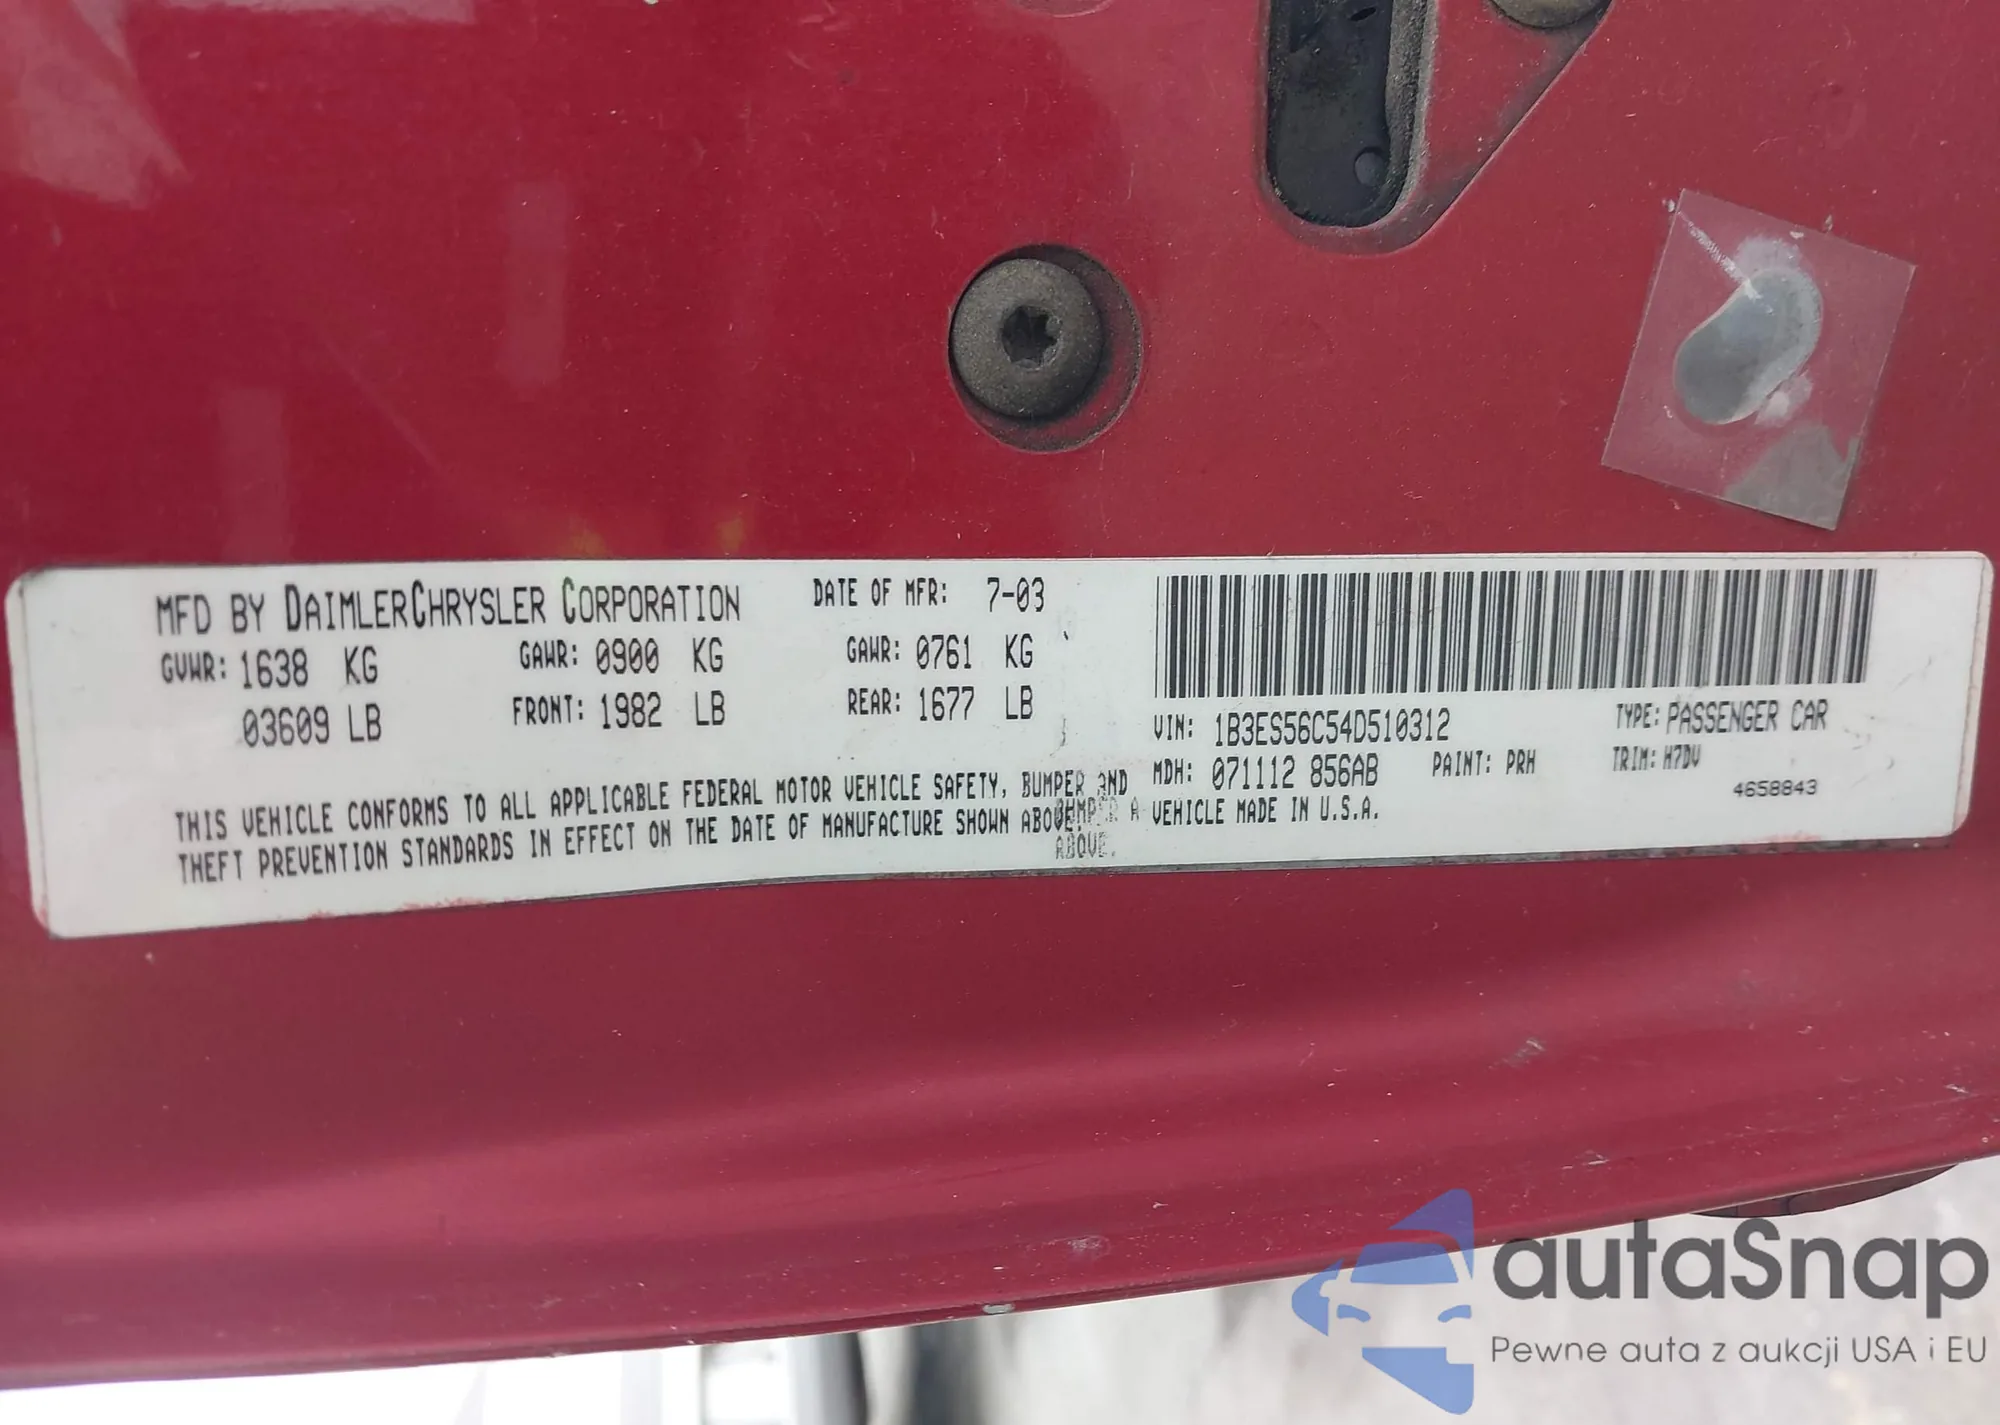 MFD BY DAIMLERCHRYSLER CORPORATION DATE OF MFR: 7-03
GVWR: 1638 KG GAWR: 0900 KG GAWR: 0761 KG
03609 LB FRONT: 1982 LB REAR: 1677 LB
THIS VEHICLE CONFORMS TO ALL APPLICABLE FEDERAL MOTOR VEHICLE SAFETY, BUMPER AND
THEFT PREVENTION STANDARDS IN EFFECT ON THE DATE OF MANUFACTURE SHOWN ABOVE.
BUMPER A
ABOVE.
VIN: 1B3ES56C54D510312 TYPE: PASSENGER CAR
MDH: 071112 856AB PAINT: PRH TRIM: H7DV
4658843
VEHICLE MADE IN U.S.A.
autaSnap
Pewne auta z aukcji USA i EU